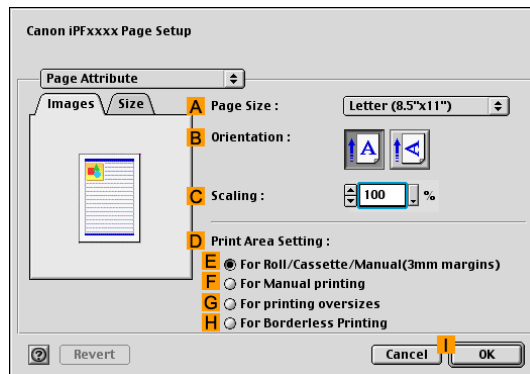 Canon iPFxxxx Page Setup
Page Attribute
Images Size
A Page Size : Letter (8.5"x11")
B Orientation :
A A
C Scaling : 100 %
D Print Area Setting :
E For Roll/Cassette/Manual(3mm margins)
F For Manual printing
G For printing oversizes
H For Borderless Printing
? Revert Cancel I OK